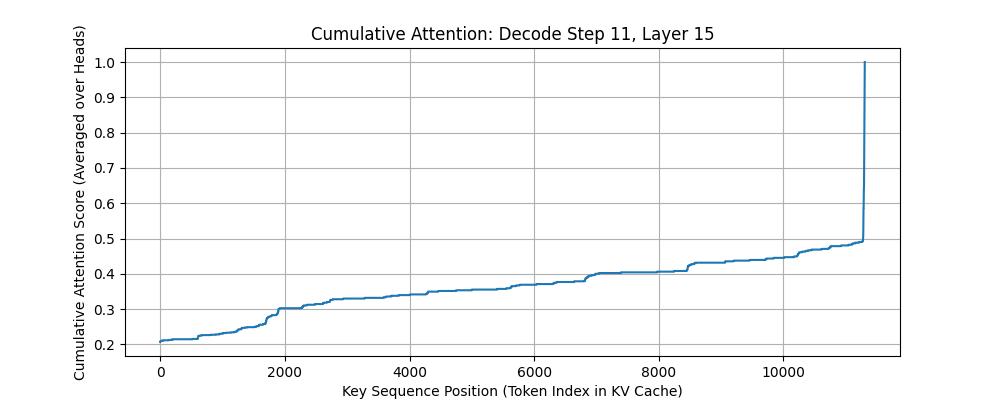 Cumulative Attention: Decode Step 11, Layer 15
Cumulative Attention Score (Averaged over Heads)
1.0
0.9
0.8
0.7
0.6
0.5
0.4
0.3
0.2
0 2000 4000 6000 8000 10000
Key Sequence Position (Token Index in KV Cache)